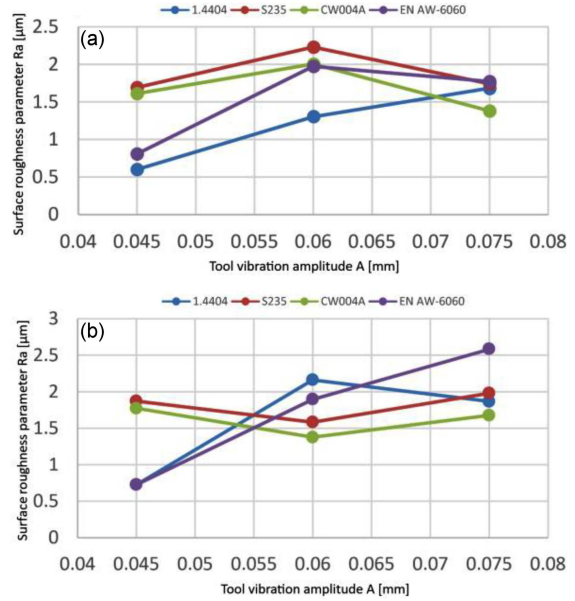 1.4404 S235 CW004A EN AW-6060
(a)
Surface roughness parameter Ra [μm]
2.5
2
1.5
1
0.5
0
0.04 0.045 0.05 0.055 0.06 0.065 0.07 0.075 0.08
Tool vibration amplitude A [mm]
1.4404 S235 CW004A EN AW-6060
(b)
Surface roughness parameter Ra [μm]
3
2.5
2
1.5
1
0.5
0
0.04 0.045 0.05 0.055 0.06 0.065 0.07 0.075 0.08
Tool vibration amplitude A [mm]